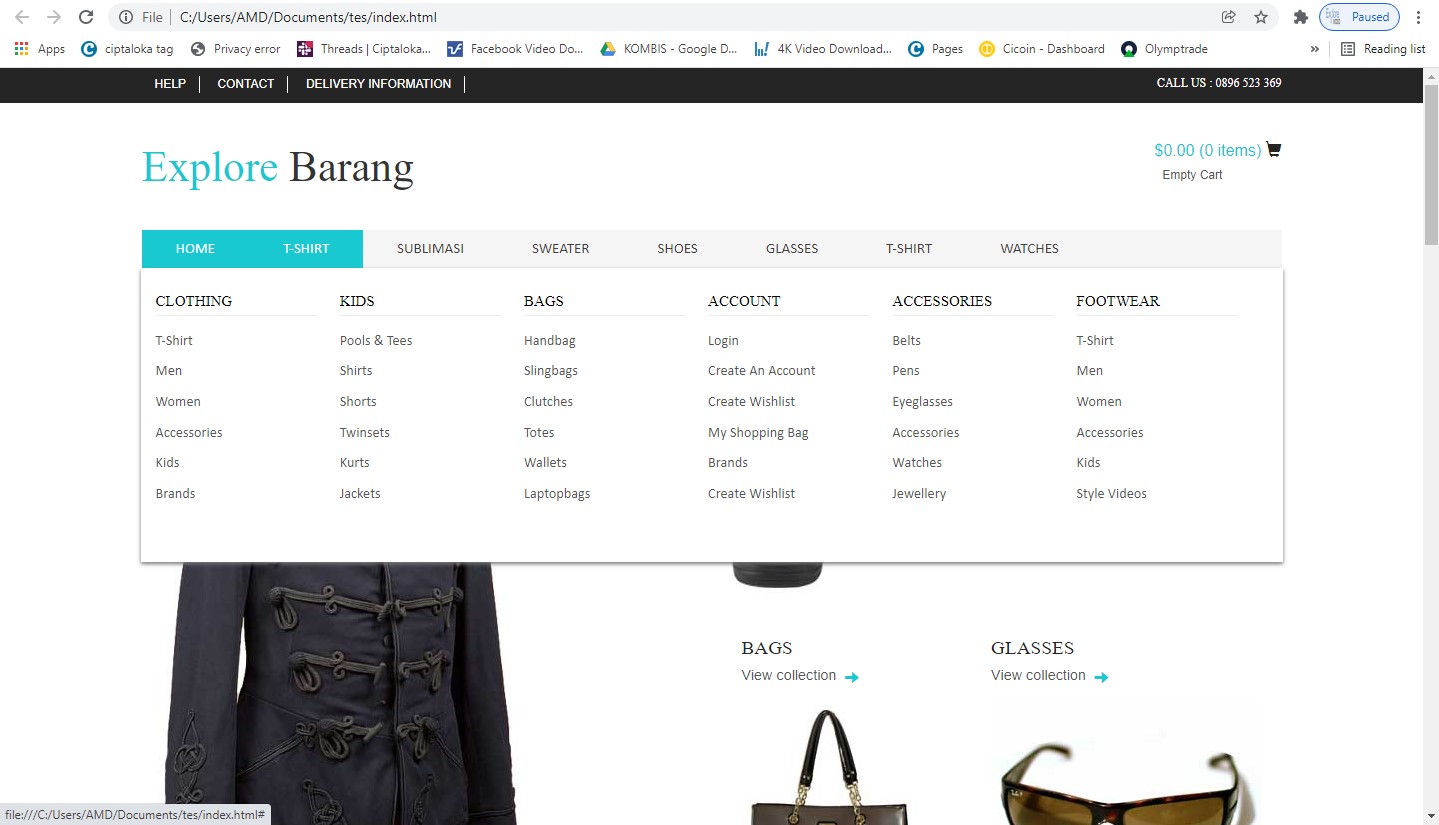 File C:/Users/AMD/Documents/tes/index.html Paused
Apps ciptaloka tag Privacy error Threads | Ciptaloka... Facebook Video Do... KOMBIS - Google D... 4K Video Download... Pages Cicoin - Dashboard Olymptrade » Reading list
HELP CONTACT DELIVERY INFORMATION CALL US : 0896 523 369
Explore Barang
$0.00 (0 items)
Empty Cart
HOME T-SHIRT SUBLIMASI SWEATER SHOES GLASSES T-SHIRT WATCHES
CLOTHING KIDS BAGS ACCOUNT ACCESSORIES FOOTWEAR
T-Shirt Pools & Tees Handbag Login Belts T-Shirt
Men Shirts Slingbags Create An Account Pens Men
Women Shorts Clutches Create Wishlist Eyeglasses Women
Accessories Twinsets Totes My Shopping Bag Accessories Accessories
Kids Kurts Wallets Brands Watches Kids
Brands Jackets Laptopbags Create Wishlist Jewellery Style Videos
BAGS GLASSES
View collection View collection
file:///C:/Users/AMD/Documents/tes/index.html#